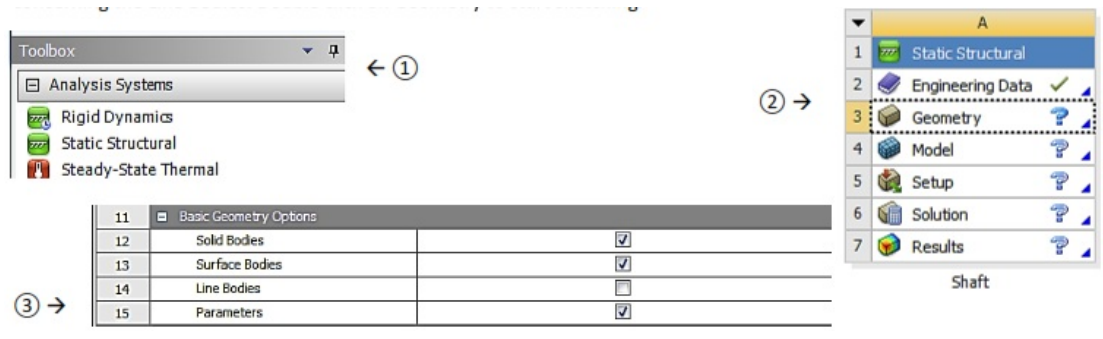 Toolbox
← ①
Analysis Systems
Rigid Dynamics
Static Structural
Steady-State Thermal
② →
A
1 Static Structural
2 Engineering Data
3 Geometry
4 Model
5 Setup
6 Solution
7 Results
Shaft
③ →
11 Basic Geometry Options
12 Solid Bodies
13 Surface Bodies
14 Line Bodies
15 Parameters